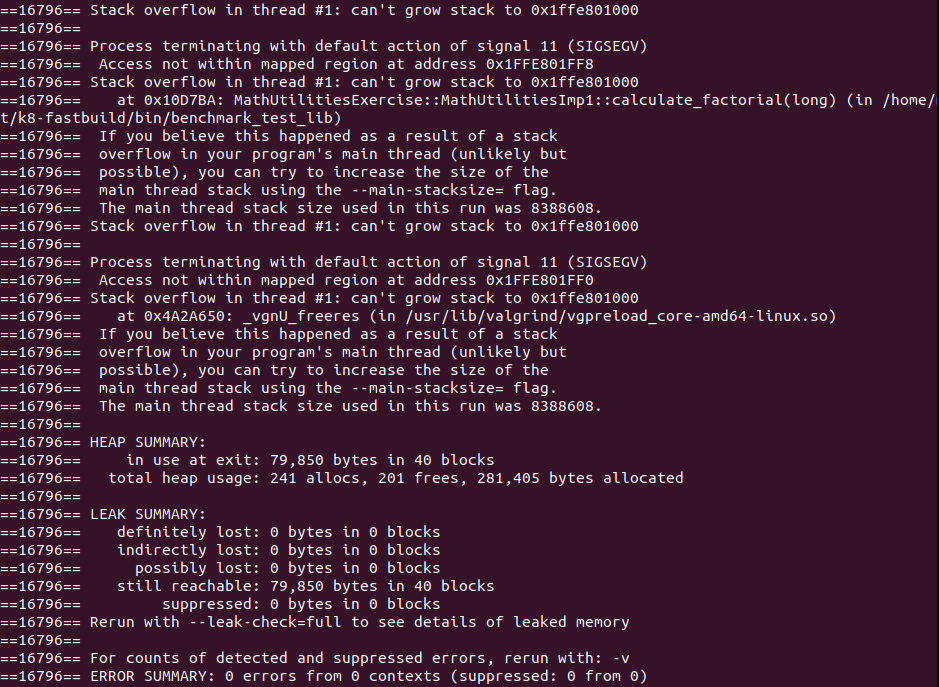 ==16796== Stack overflow in thread #1: can't grow stack to 0x1ffe801000
==16796==
==16796== Process terminating with default action of signal 11 (SIGSEGV)
==16796==  Access not within mapped region at address 0x1FFE801FF8
==16796== Stack overflow in thread #1: can't grow stack to 0x1ffe801000
==16796==    at 0x10D7BA: MathUtilitiesExercise::MathUtilitiesImp1::calculate_factorial(long) (in /home/
t/k8-fastbuild/bin/benchmark_test_lib)
==16796==  If you believe this happened as a result of a stack
==16796==  overflow in your program's main thread (unlikely but
==16796==  possible), you can try to increase the size of the
==16796==  main thread stack using the --main-stacksize= flag.
==16796==  The main thread stack size used in this run was 8388608.
==16796== Stack overflow in thread #1: can't grow stack to 0x1ffe801000
==16796==
==16796== Process terminating with default action of signal 11 (SIGSEGV)
==16796==  Access not within mapped region at address 0x1FFE801FF0
==16796== Stack overflow in thread #1: can't grow stack to 0x1ffe801000
==16796==    at 0x4A2A650: _vgnU_freeres (in /usr/lib/valgrind/vgpreload_core-amd64-linux.so)
==16796==  If you believe this happened as a result of a stack
==16796==  overflow in your program's main thread (unlikely but
==16796==  possible), you can try to increase the size of the
==16796==  main thread stack using the --main-stacksize= flag.
==16796==  The main thread stack size used in this run was 8388608.
==16796==
==16796== HEAP SUMMARY:
==16796==     in use at exit: 79,850 bytes in 40 blocks
==16796==   total heap usage: 241 allocs, 201 frees, 281,405 bytes allocated
==16796==
==16796== LEAK SUMMARY:
==16796==    definitely lost: 0 bytes in 0 blocks
==16796==    indirectly lost: 0 bytes in 0 blocks
==16796==      possibly lost: 0 bytes in 0 blocks
==16796==    still reachable: 79,850 bytes in 40 blocks
==16796==         suppressed: 0 bytes in 0 blocks
==16796== Rerun with --leak-check=full to see details of leaked memory
==16796==
==16796== For counts of detected and suppressed errors, rerun with: -v
==16796== ERROR SUMMARY: 0 errors from 0 contexts (suppressed: 0 from 0)